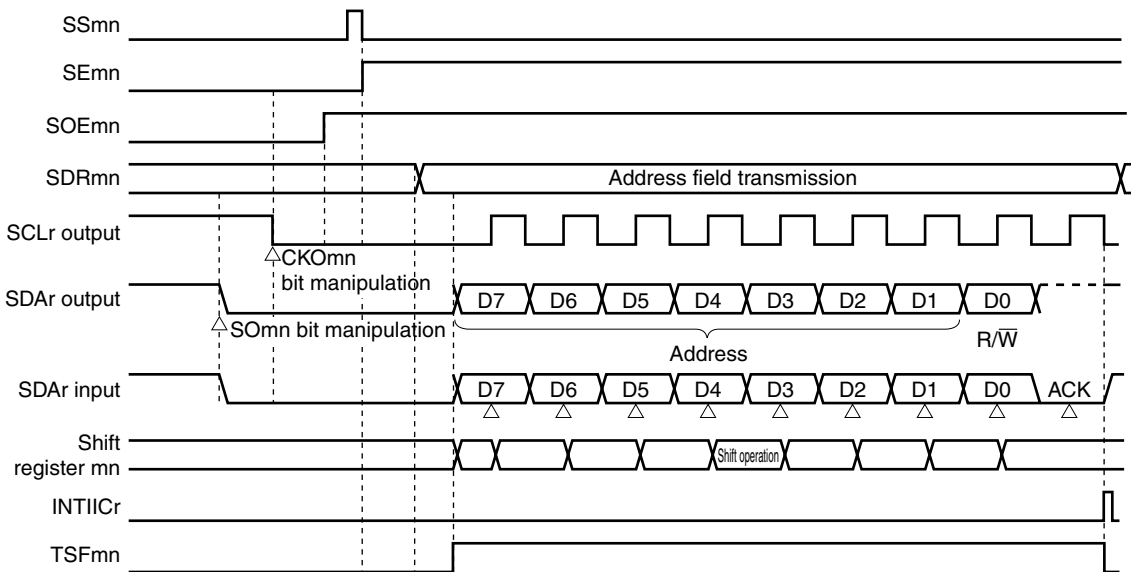 SSmn
SEmn
SOEmn
SDRmn Address field transmission
SCLr output
CKOmn
bit manipulation
SDAr output D7 D6 D5 D4 D3 D2 D1 D0
SOmn bit manipulation
Address
R/W̅
SDAr input D7 D6 D5 D4 D3 D2 D1 D0 ACK
Shift
register mn
Shift operation
INTIICr
TSFmn